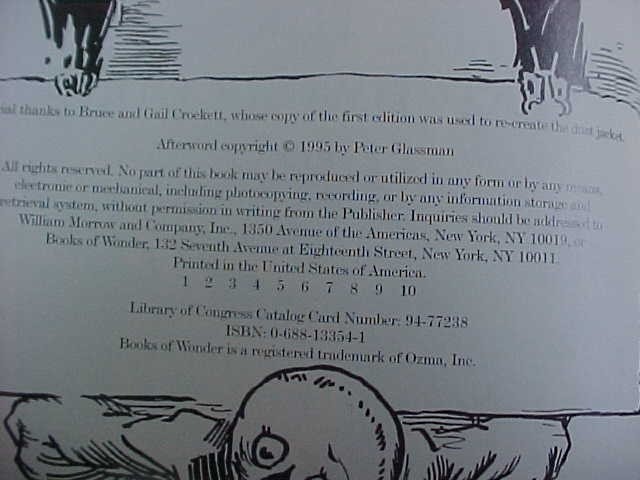 ial thanks to Bruce and Gail Crockett, whose copy of the first edition was used to re-create the dust jacket.
Afterword copyright © 1995 by Peter Glassman
All rights reserved. No part of this book may be reproduced or utilized in any form or by any means,
electronic or mechanical, including photocopying, recording, or by any information storage and
retrieval system, without permission in writing from the Publisher. Inquiries should be addressed to
William Morrow and Company, Inc., 1350 Avenue of the Americas, New York, NY 10019, or
Books of Wonder, 132 Seventh Avenue at Eighteenth Street, New York, NY 10011.
Printed in the United States of America.
1 2 3 4 5 6 7 8 9 10
Library of Congress Catalog Card Number: 94-77238
ISBN: 0-688-13354-1
Books of Wonder is a registered trademark of Ozma, Inc.